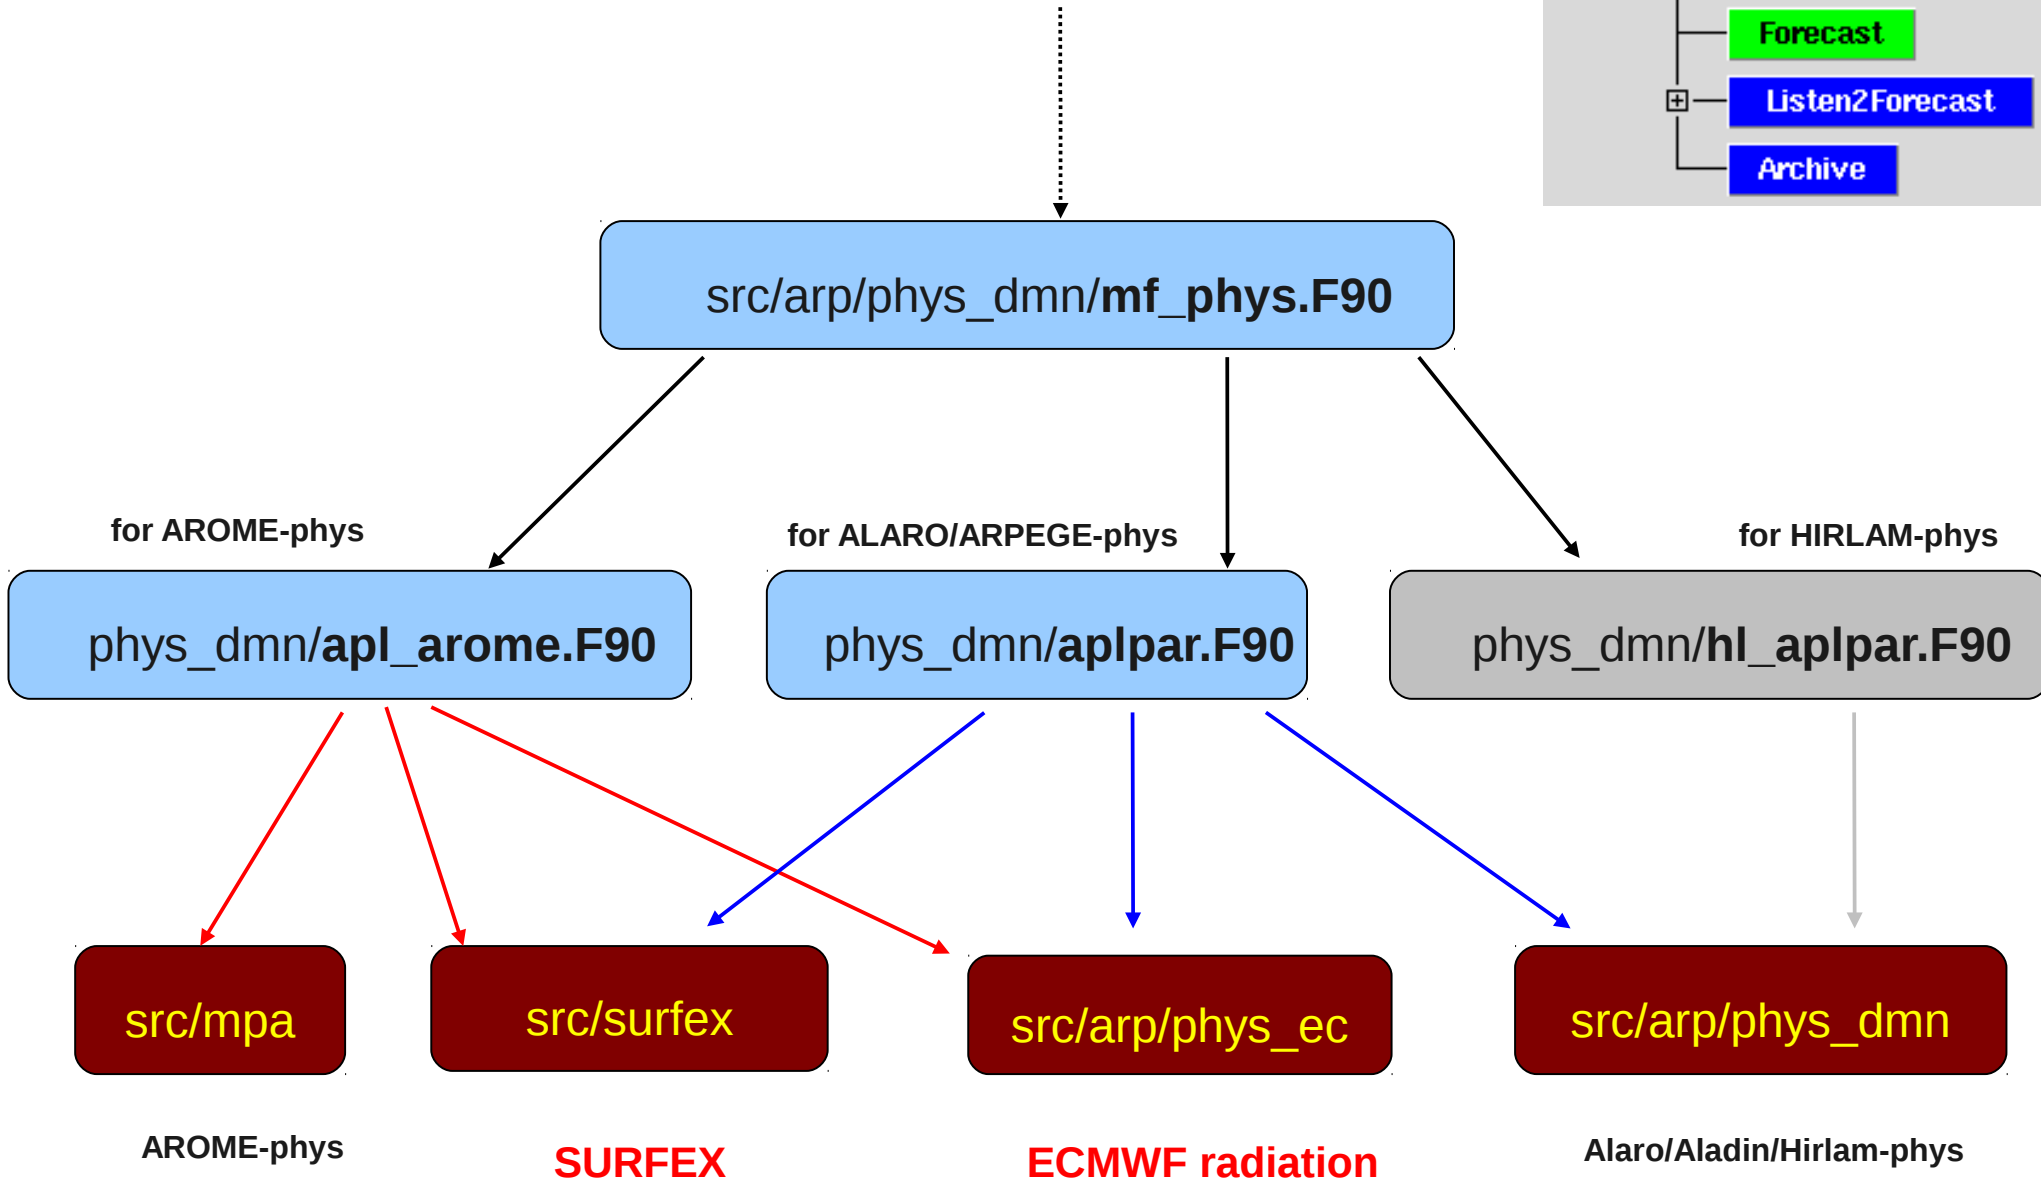 Forecast
Listen2Forecast
Archive
src/arp/phys_dmn/mf_phys.F90
for AROME-phys
for ALARO/ARPEGE-phys
for HIRLAM-phys
phys_dmn/apl_arome.F90
phys_dmn/aplpar.F90
phys_dmn/hl_aplpar.F90
src/mpa
src/surfex
src/arp/phys_ec
src/arp/phys_dmn
AROME-phys
SURFEX
ECMWF radiation
Alaro/Aladin/Hirlam-phys